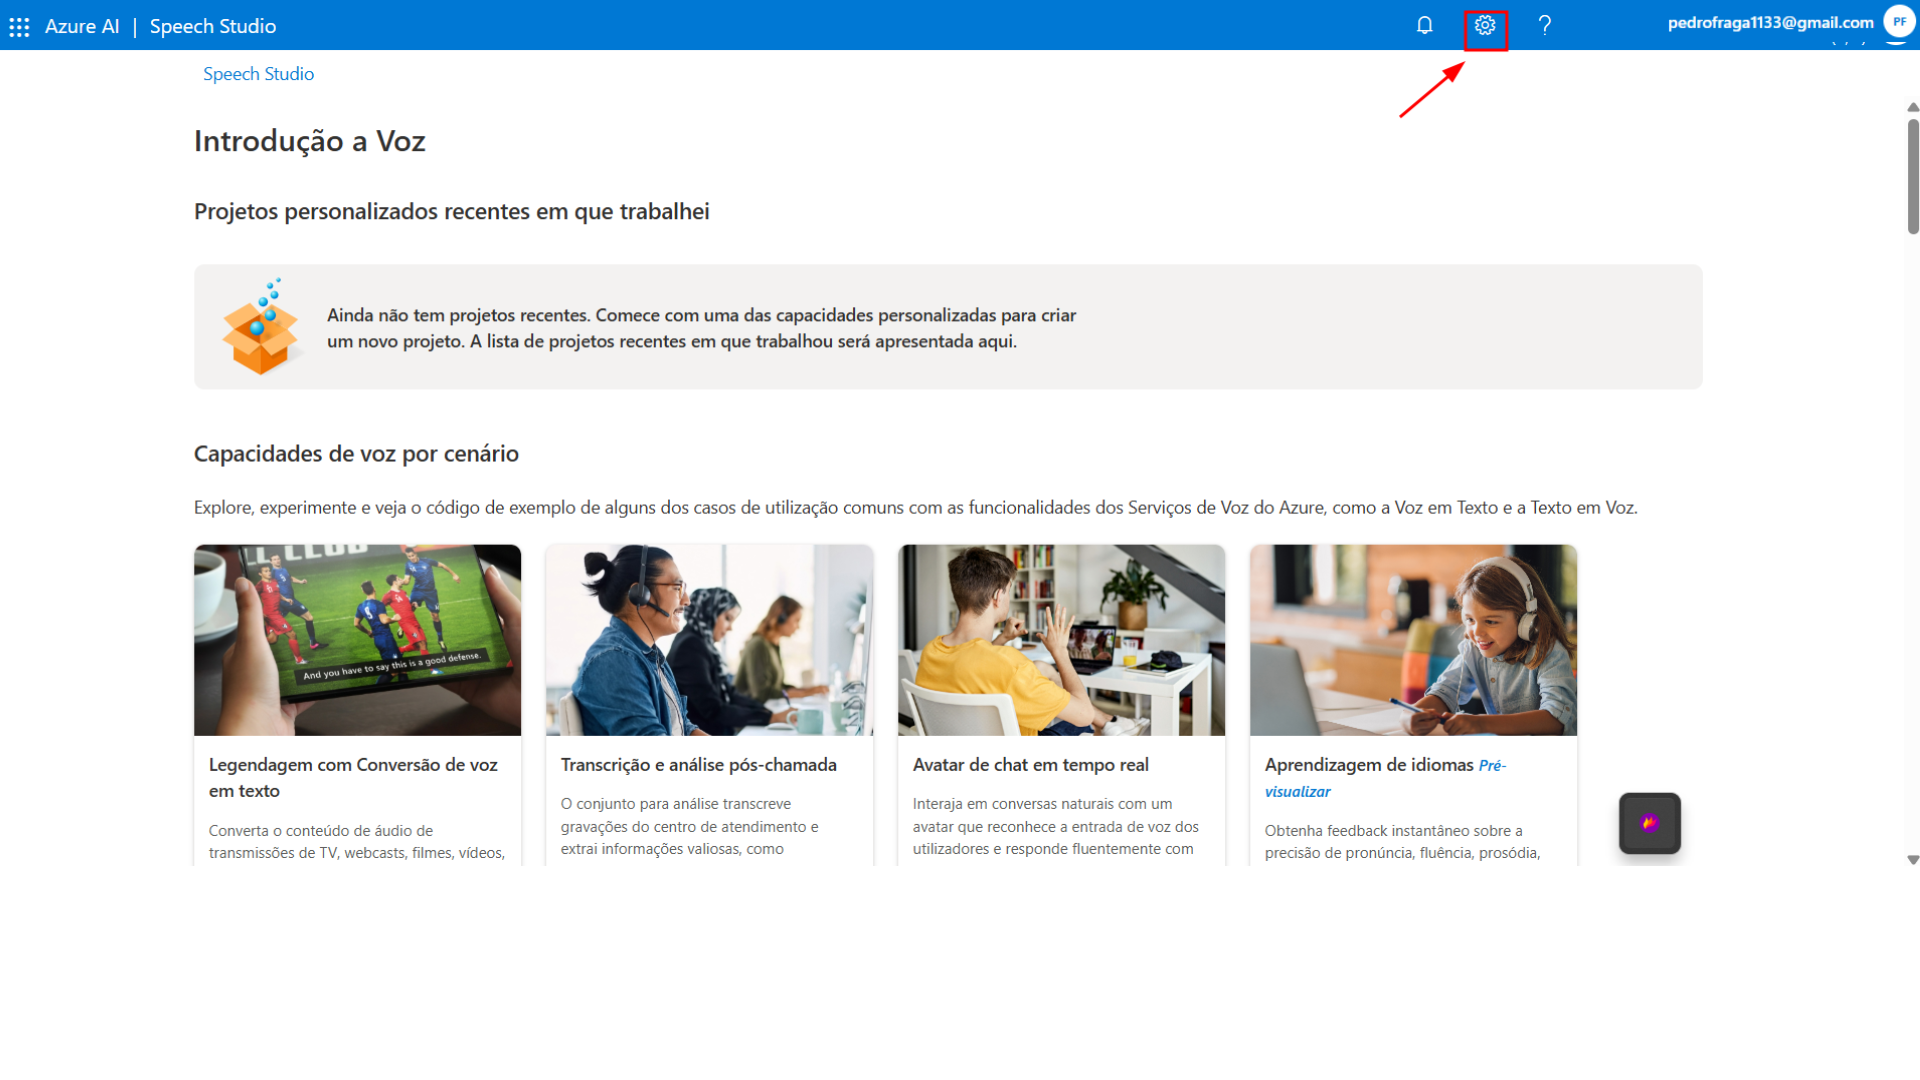 Azure AI | Speech Studio
?
pedrofraga1133@gmail.com
PF
Speech Studio
Introdução a Voz
Projetos personalizados recentes em que trabalhei
Ainda não tem projetos recentes. Comece com uma das capacidades personalizadas para criar
um novo projeto. A lista de projetos recentes em que trabalhou será apresentada aqui.
Capacidades de voz por cenário
Explore, experimente e veja o código de exemplo de alguns dos casos de utilização comuns com as funcionalidades dos Serviços de Voz do Azure, como a Voz em Texto e a Texto em Voz.
CLUB
And you have to say this is a good defense.
Legendagem com Conversão de voz
em texto
Converta o conteúdo de áudio de
transmissões de TV, webcasts, filmes, vídeos,
Transcrição e análise pós-chamada
O conjunto para análise transcreve
gravações do centro de atendimento e
extrai informações valiosas, como
Avatar de chat em tempo real
Interaja em conversas naturais com um
avatar que reconhece a entrada de voz dos
utilizadores e responde fluentemente com
Aprendizagem de idiomas Pré-
visualizar
Obtenha feedback instantâneo sobre a
precisão de pronúncia, fluência, prosódia,